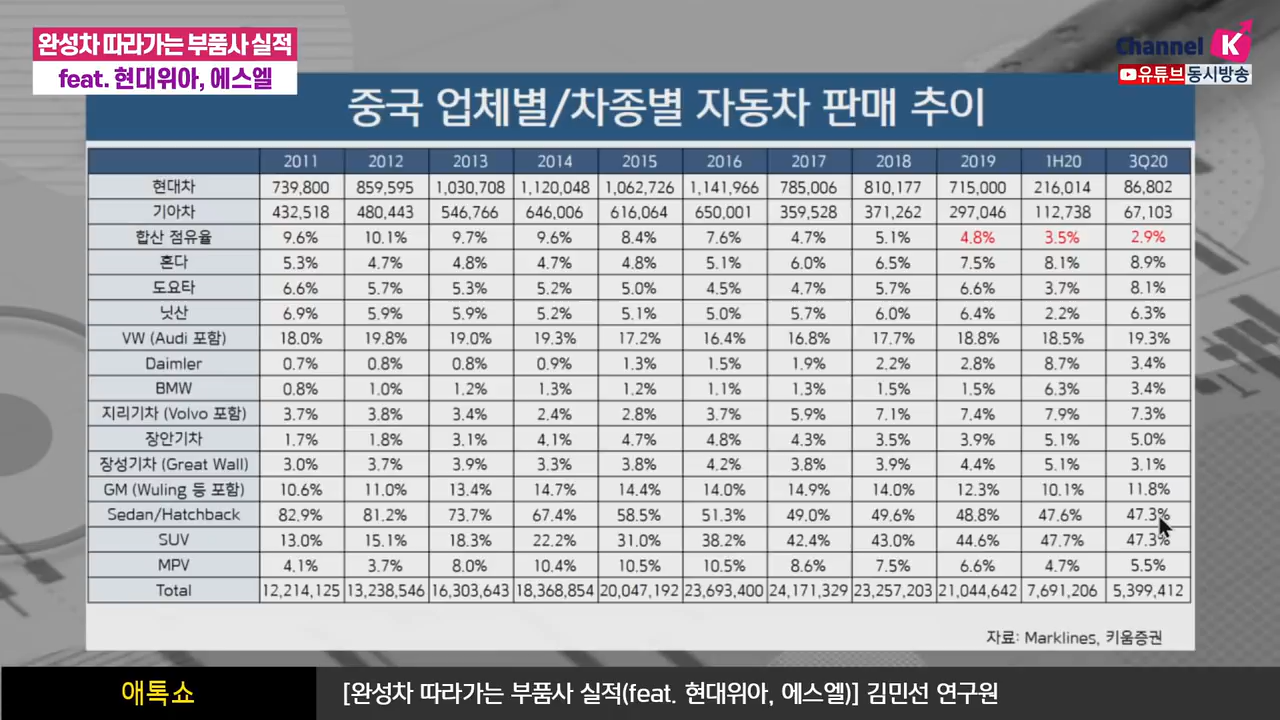 완성차 따라가는 부품사 실적
feat. 현대위아, 에스엘
Channel K
유튜브동시방송
중국 업체별/차종별 자동차 판매 추이
2011 2012 2013 2014 2015 2016 2017 2018 2019 1H20 3Q20
현대차 739,800 859,595 1,030,708 1,120,048 1,062,726 1,141,966 785,006 810,177 715,000 216,014 86,802
기아차 432,518 480,443 546,766 646,006 616,064 650,001 359,528 371,262 297,046 112,738 67,103
합산 점유율 9.6% 10.1% 9.7% 9.6% 8.4% 7.6% 4.7% 5.1% 4.8% 3.5% 2.9%
혼다 5.3% 4.7% 4.8% 4.7% 4.8% 5.1% 6.0% 6.5% 7.5% 8.1% 8.9%
도요타 6.6% 5.7% 5.3% 5.2% 5.0% 4.5% 4.7% 5.7% 6.6% 3.7% 8.1%
닛산 6.9% 5.9% 5.9% 5.2% 5.1% 5.0% 5.7% 6.0% 6.4% 2.2% 6.3%
VW (Audi 포함) 18.0% 19.8% 19.0% 19.3% 17.2% 16.4% 16.8% 17.7% 18.8% 18.5% 19.3%
Daimler 0.7% 0.8% 0.8% 0.9% 1.3% 1.5% 1.9% 2.2% 2.8% 8.7% 3.4%
BMW 0.8% 1.0% 1.2% 1.3% 1.2% 1.1% 1.3% 1.5% 1.5% 6.3% 3.4%
지리기차 (Volvo 포함) 3.7% 3.8% 3.4% 2.4% 2.8% 3.7% 5.9% 7.1% 7.4% 7.9% 7.3%
장안기차 1.7% 1.8% 3.1% 4.1% 4.7% 4.8% 4.3% 3.5% 3.9% 5.1% 5.0%
장성기차 (Great Wall) 3.0% 3.7% 3.9% 3.3% 3.8% 4.2% 3.8% 3.9% 4.4% 5.1% 3.1%
GM (Wuling 등 포함) 10.6% 11.0% 13.4% 14.7% 14.4% 14.0% 14.9% 14.0% 12.3% 10.1% 11.8%
Sedan/Hatchback 82.9% 81.2% 73.7% 67.4% 58.5% 51.3% 49.0% 49.6% 48.8% 47.6% 47.3%
SUV 13.0% 15.1% 18.3% 22.2% 31.0% 38.2% 42.4% 43.0% 44.6% 47.7% 47.3%
MPV 4.1% 3.7% 8.0% 10.4% 10.5% 10.5% 8.6% 7.5% 6.6% 4.7% 5.5%
Total 12,214,125 13,238,546 16,303,643 18,368,854 20,047,192 23,693,400 24,171,329 23,257,203 21,044,642 7,691,206 5,399,412
자료: Marklines, 키움증권
애톡쇼
[완성차 따라가는 부품사 실적(feat. 현대위아, 에스엘)] 김민선 연구원